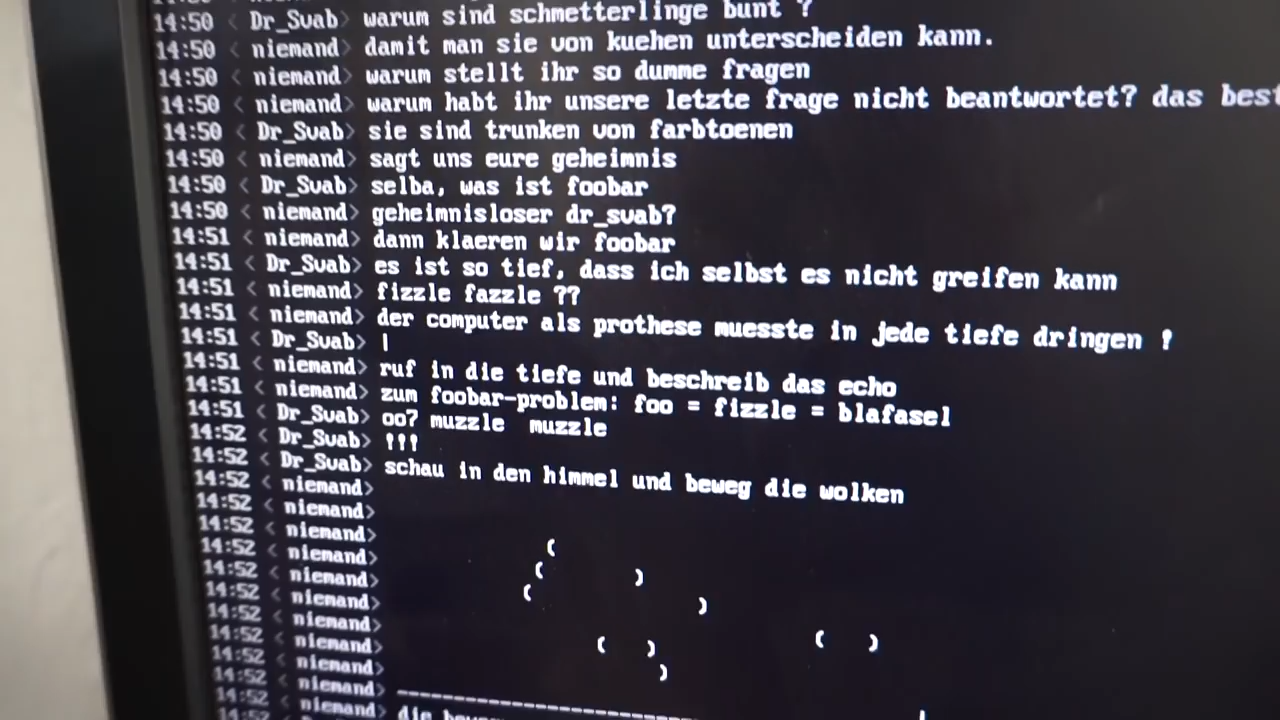 14:50 < Dr_Svab> warum sind schmetterlinge bunt ?
14:50 < niemand> damit man sie von kuehen unterscheiden kann.
14:50 < niemand> warum stellt ihr so dumme fragen
14:50 < niemand> warum habt ihr unsere letzte frage nicht beantwortet? das best
14:50 < Dr_Svab> sie sind trunken von farbtoenen
14:50 < niemand> sagt uns eure geheimnis
14:50 < Dr_Svab> selba, was ist foobar
14:50 < niemand> geheimnisloser dr_svab?
14:51 < niemand> dann klaeren wir foobar
14:51 < Dr_Svab> es ist so tief, dass ich selbst es nicht greifen kann
14:51 < niemand> fizzle fazzle ??
14:51 < niemand> der computer als prothese muesste in jede tiefe dringen !
14:51 < Dr_Svab> |
14:51 < niemand> ruf in die tiefe und beschreib das echo
14:51 < niemand> zum foobar-problem: foo = fizzle = blafasel
14:51 < Dr_Svab> oo? muzzle  muzzle
14:52 < Dr_Svab> !!!
14:52 < Dr_Svab> schau in den himmel und beweg die wolken
14:52 < niemand>
14:52 < niemand>
14:52 < niemand> (
14:52 < niemand> ( )
14:52 < niemand> ( )
14:52 < niemand>
14:52 < niemand> ( ) ( )
14:52 < niemand> )
14:52 < niemand> --------------------------
14:52 < niemand> die